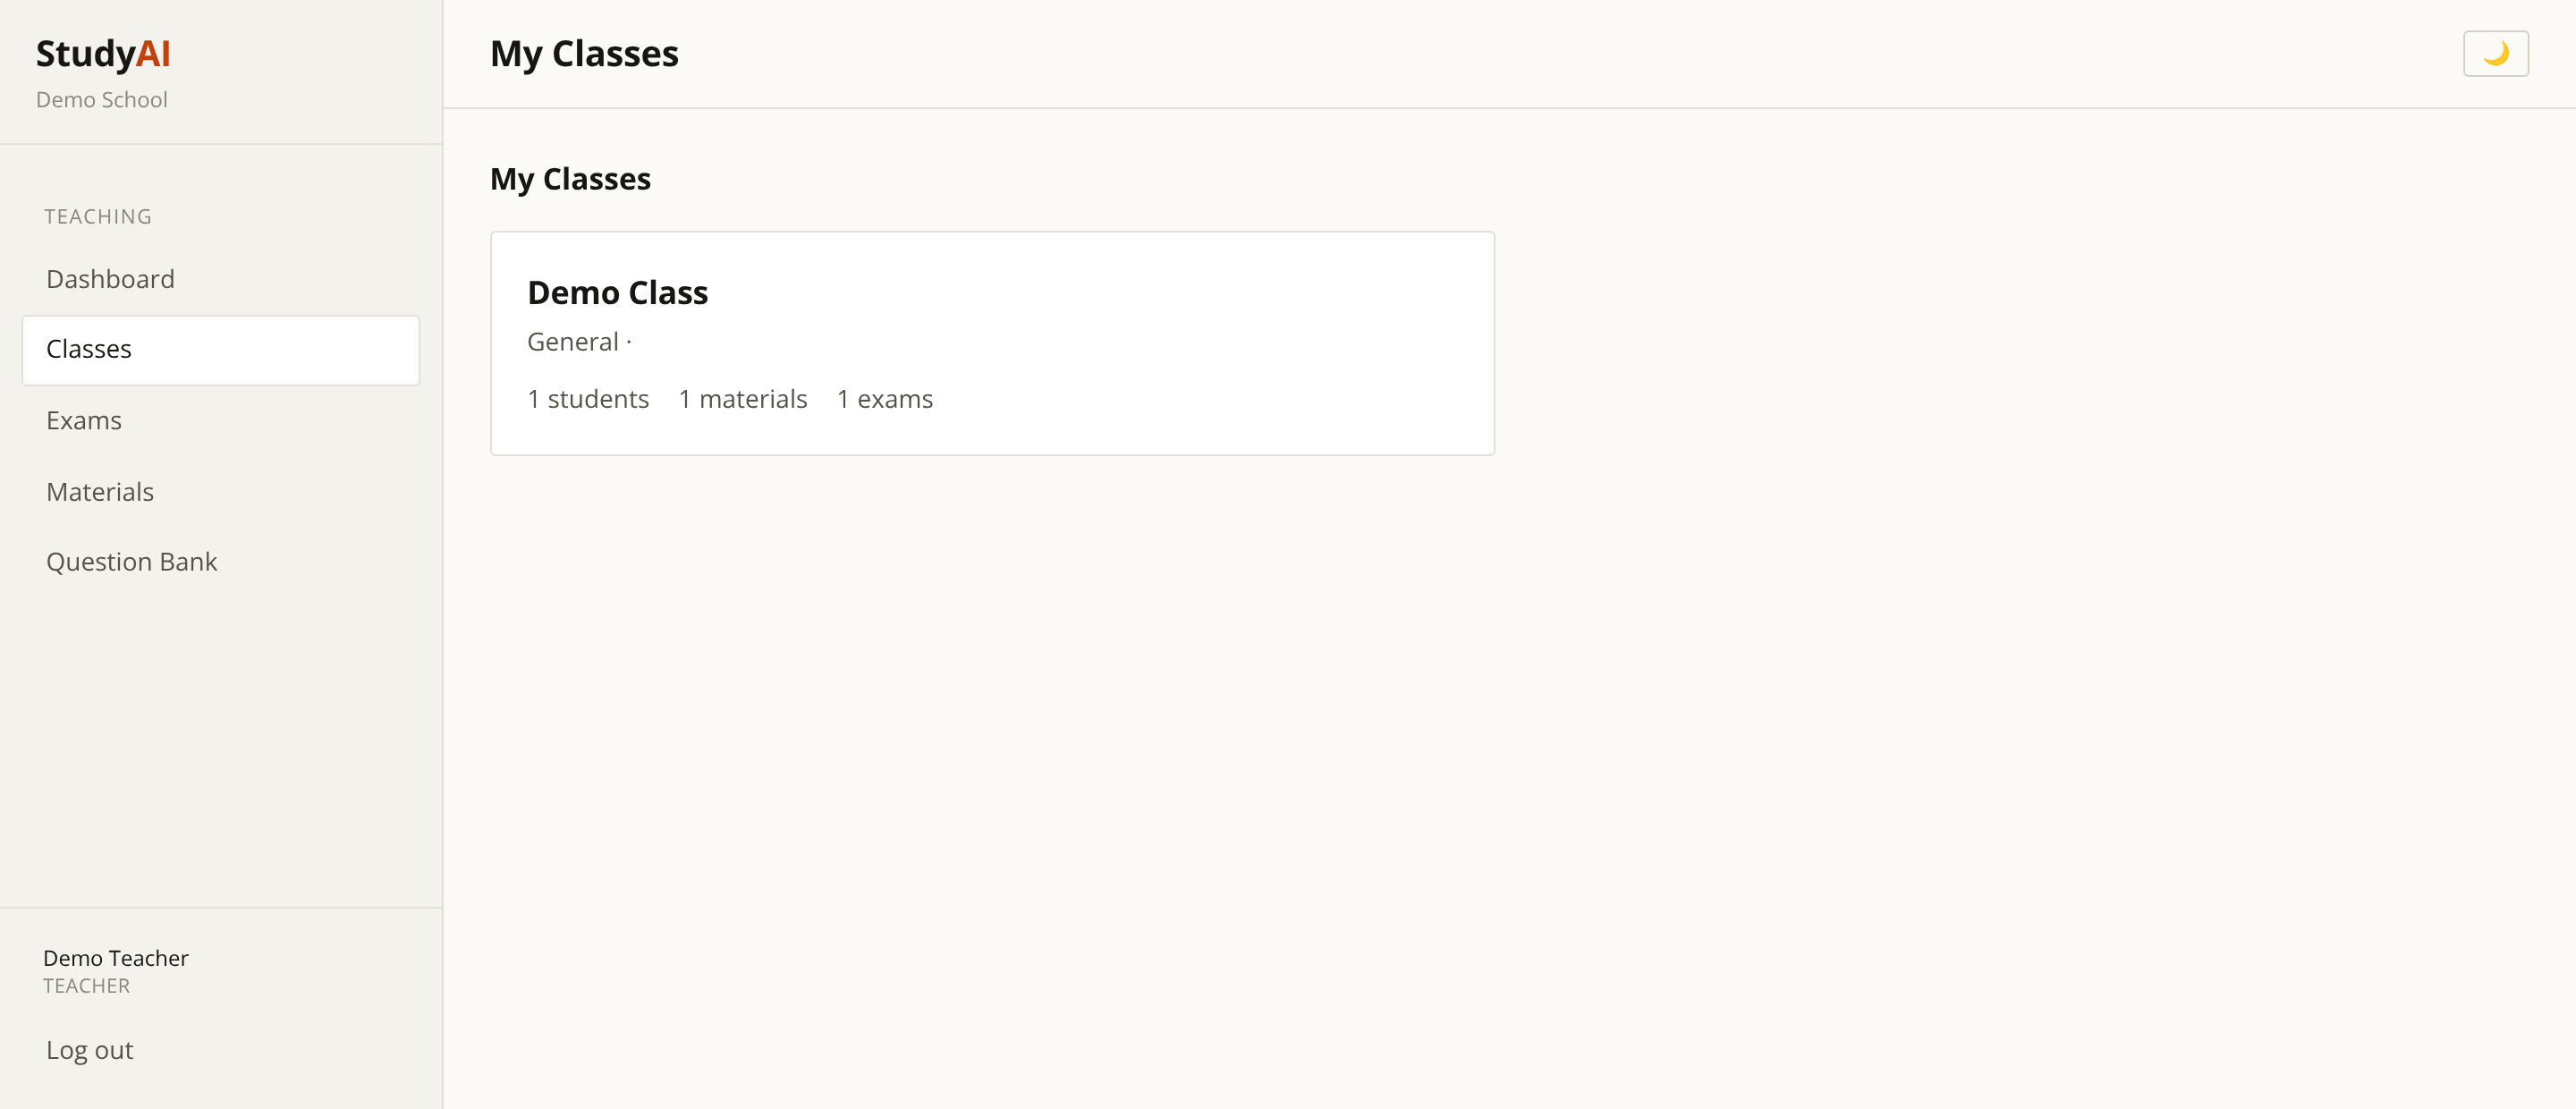 StudyAI
Demo School
TEACHING
Dashboard
Classes
Exams
Materials
Question Bank
Demo Teacher
TEACHER
Log out
My Classes
My Classes
Demo Class
General ·
1 students 1 materials 1 exams